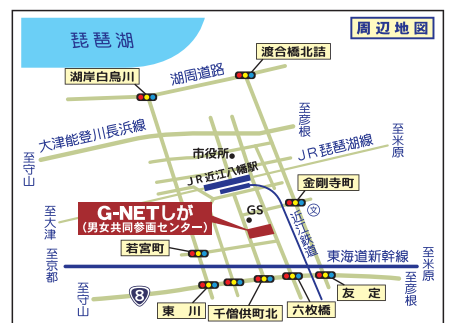 周辺地図
琵琶湖
渡合橋北詰
湖岸白鳥川
湖周道路
至彦根
大津能登川長浜線
至米原
市役所
JR琵琶湖線
至守山
JR近江八幡駅
金剛寺町
至大津
G-NETしが
(男女共同参画センター)
GS
文
近江鉄道
若宮町
至京都
東海道新幹線
至米原
至守山
8
至彦根
友定
東川
千僧供町北
六枚橋